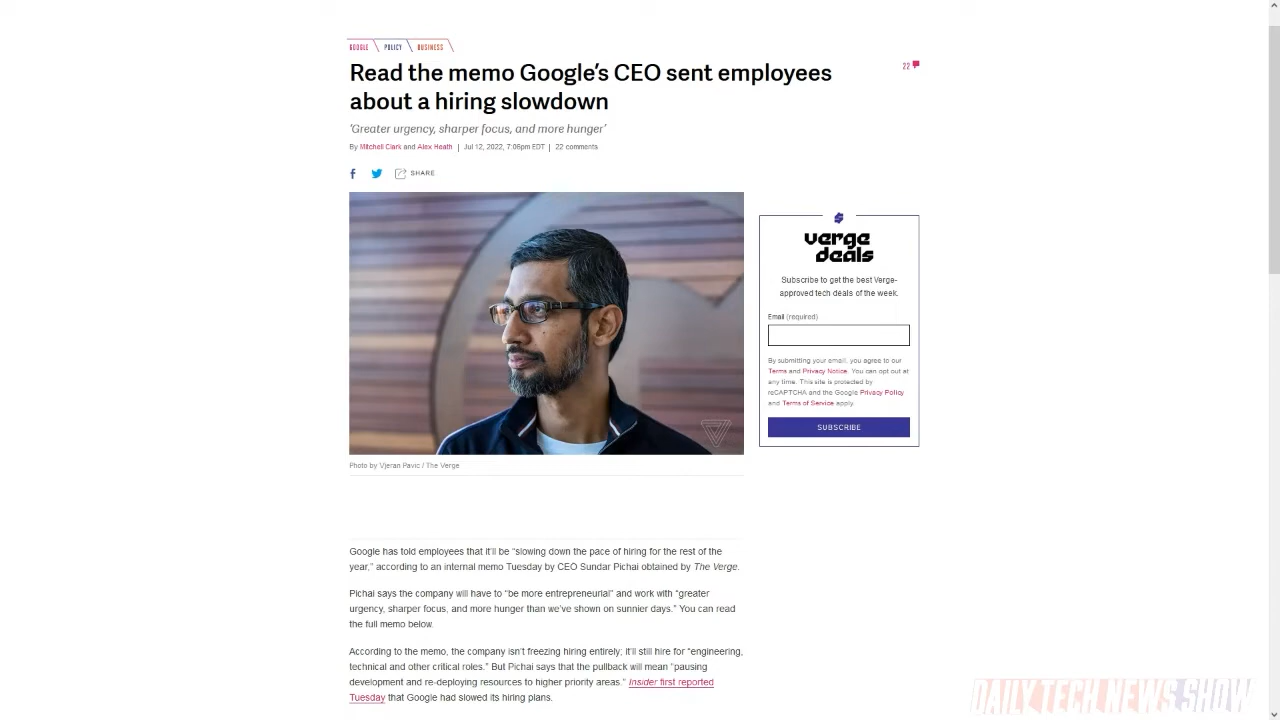 GOOGLE POLICY BUSINESS
Read the memo Google's CEO sent employees
about a hiring slowdown
22
'Greater urgency, sharper focus, and more hunger'
By Mitchell Clark and Alex Heath | Jul 12, 2022, 7:09pm EDT | 22 comments
SHARE
verge
deals
Subscribe to get the best Verge-
approved tech deals of the week.
Email (required)
By submitting your email, you agree to our
Terms and Privacy Notice. You can opt out at
any time. This site is protected by
reCAPTCHA and the Google Privacy Policy
and Terms of Service apply.
SUBSCRIBE
Photo by Vjeran Pavic / The Verge
Google has told employees that it'll be "slowing down the pace of hiring for the rest of the
year," according to an internal memo Tuesday by CEO Sundar Pichai obtained by The Verge.
Pichai says the company will have to "be more entrepreneurial" and work with "greater
urgency, sharper focus, and more hunger than we've shown on sunnier days." You can read
the full memo below.
According to the memo, the company isn't freezing hiring entirely; it'll still hire for "engineering,
technical and other critical roles." But Pichai says that the pullback will mean "pausing
development and re-deploying resources to higher priority areas." Insider first reported
Tuesday that Google had slowed its hiring plans.
DAILY TECH NEWS SHOW